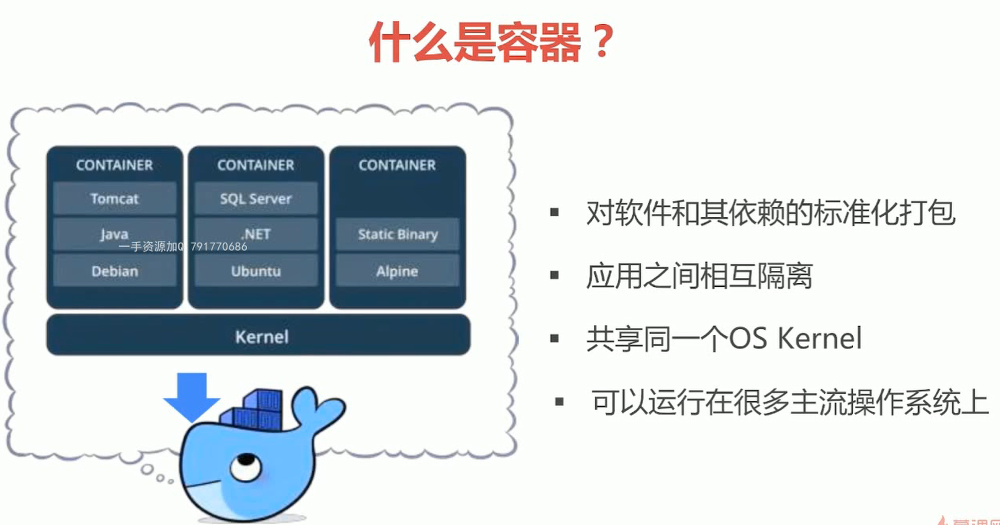 什么是容器？
CONTAINER
Tomcat
Java
Debian
CONTAINER
SQL Server
.NET
Ubuntu
CONTAINER
Static Binary
Alpine
一手资源加Q 791770686
Kernel
对软件和其依赖的标准化打包
应用之间相互隔离
共享同一个OS Kernel
可以运行在很多主流操作系统上